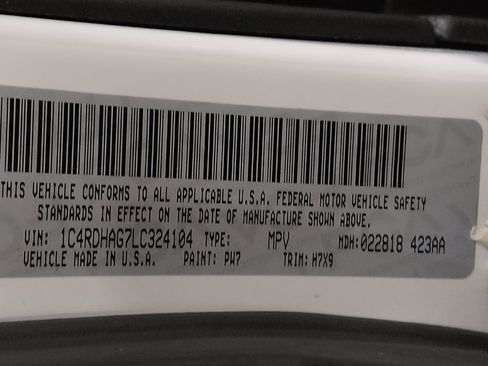 THIS VEHICLE CONFORMS TO ALL APPLICABLE U.S.A. FEDERAL MOTOR VEHICLE SAFETY
STANDARDS IN EFFECT ON THE DATE OF MANUFACTURE SHOWN ABOVE.
VIN: 1C4RDHAG7LC324104 TYPE: MPV MDH:022818 423AA
VEHICLE MADE IN U.S.A. PAINT: PW7 TRIM: H7X9